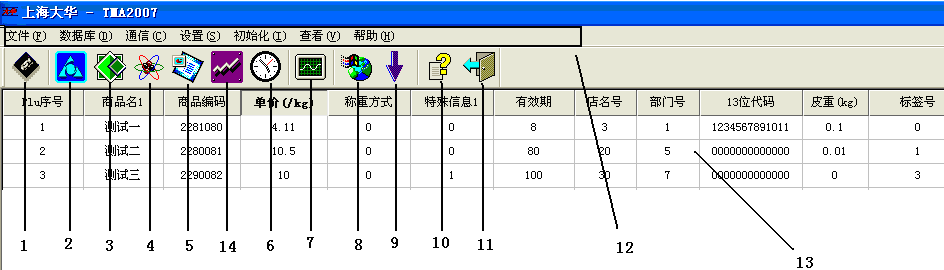 上海大华 - TMA2007
文件(F) 数据库(D) 通信(C) 设置(S) 初始化(I) 查看(V) 帮助(H)
Plu序号 商品名1 商品编码 单价(/kg) 称重方式 特殊信息1 有效期 店名号 部门号 13位代码 皮重(kg) 标签号
1 测试一 2281080 4.11 0 0 8 3 1 1234567891011 0.1 0
2 测试二 2280081 10.5 0 0 80 20 5 0000000000000 0.01 1
3 测试三 2290082 10 0 1 100 30 7 0000000000000 0 3
1 2 3 4 5 14 6 7 8 9 10 11 12 13